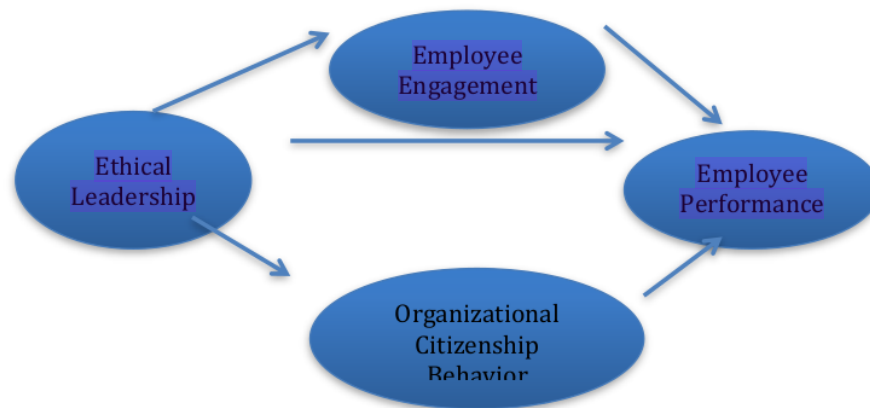 Employee
Engagement
Ethical
Leadership
Employee
Performance
Organizational
Citizenship
Behavior